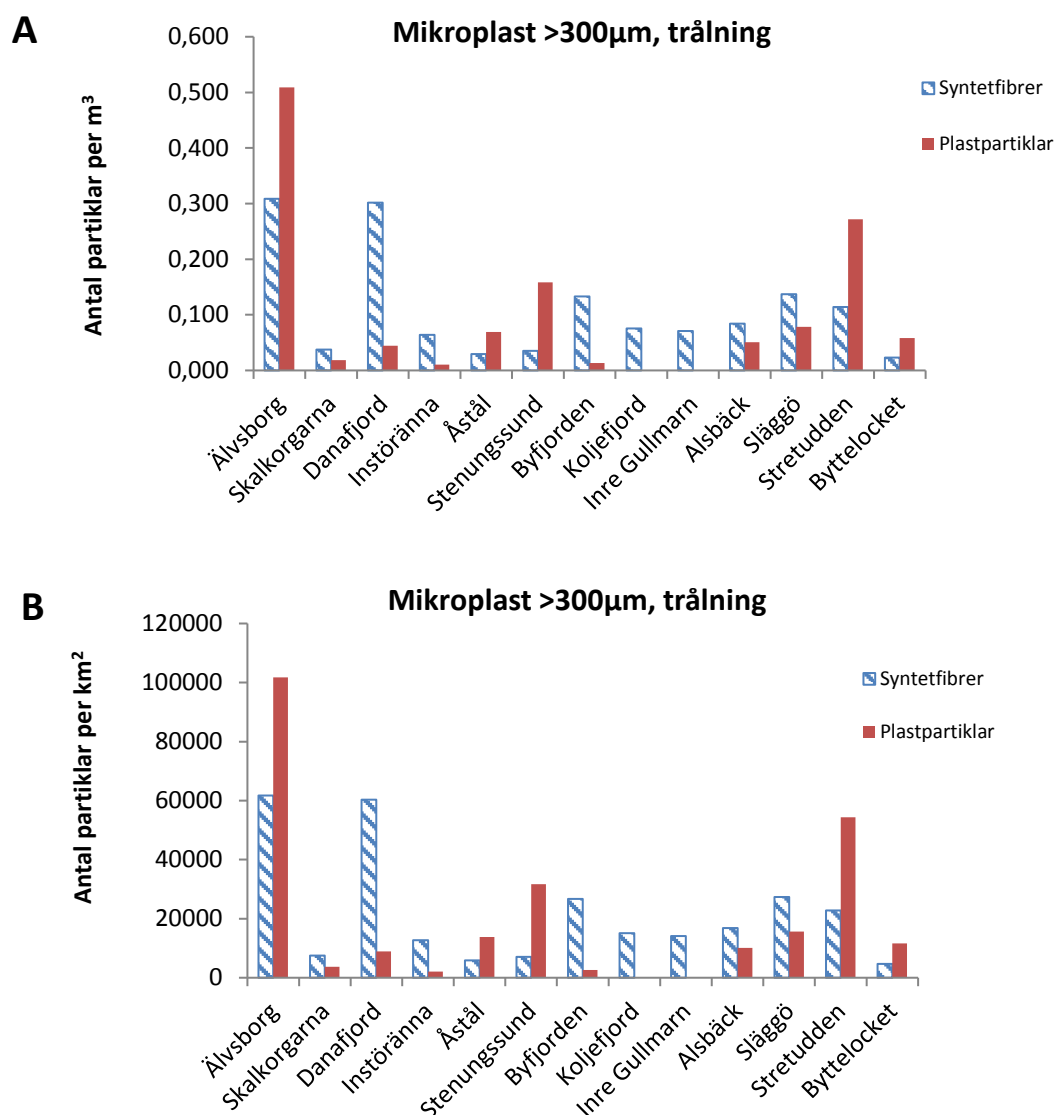 A
Mikroplast >300µm, trålning
Antal partiklar per m³
0,600
0,500
0,400
0,300
0,200
0,100
0,000
Syntetfibrer
Plastpartiklar
Älvsborg
Skalkorgarna
Danafjord
Instöränna
Åstål
Stenungssund
Byfjorden
Koljefjord
Inre Gullmarn
Alsbäck
Släggö
Stretudden
Byttelocket
B
Mikroplast >300µm, trålning
Antal partiklar per km²
120000
100000
80000
60000
40000
20000
0
Syntetfibrer
Plastpartiklar
Älvsborg
Skalkorgarna
Danafjord
Instöränna
Åstål
Stenungssund
Byfjorden
Koljefjord
Inre Gullmarn
Alsbäck
Släggö
Stretudden
Byttelocket